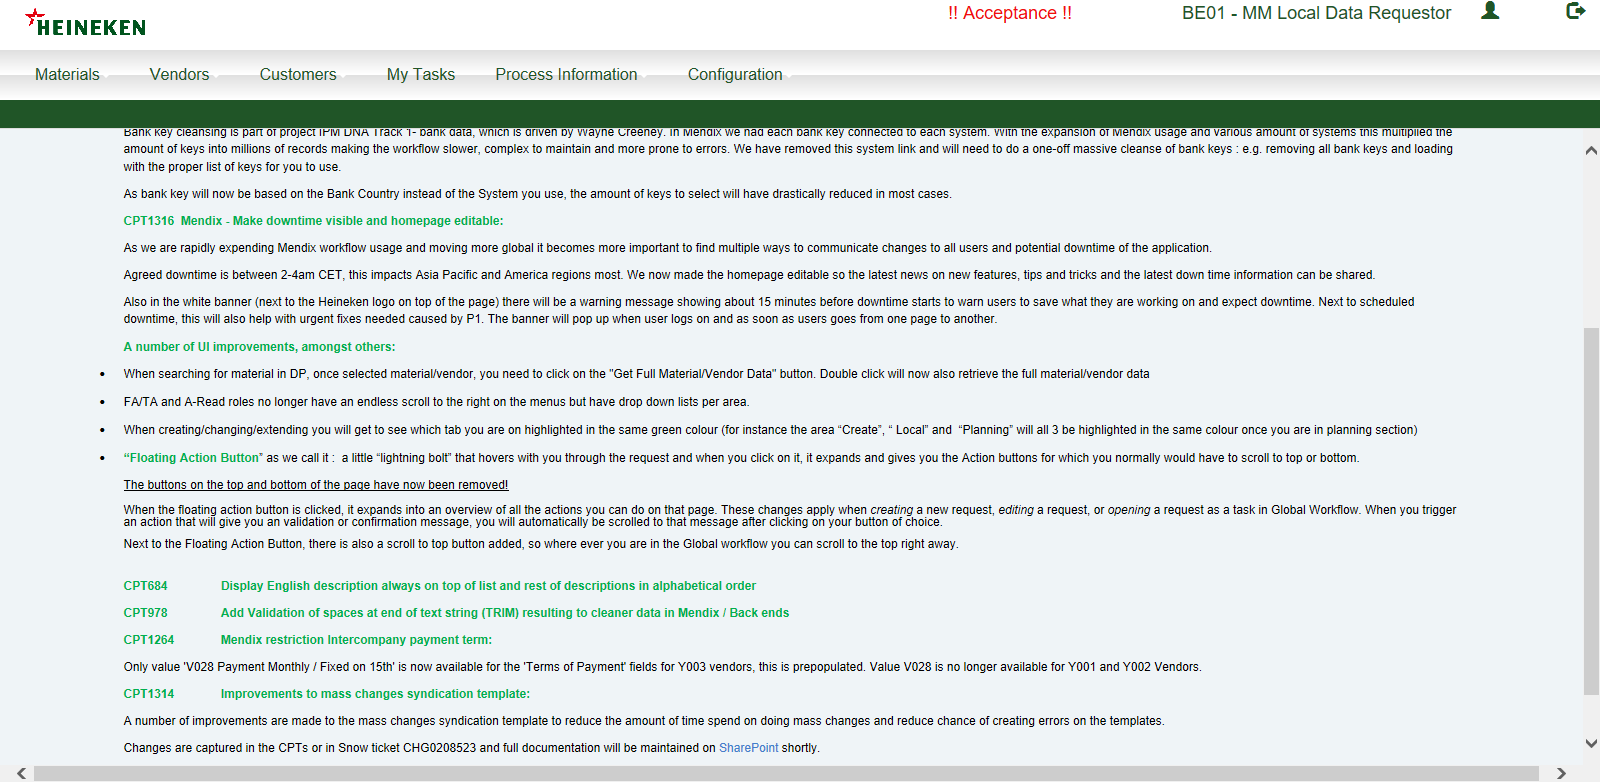 HEINEKEN
!! Acceptance !!
BE01 - MM Local Data Requestor
Materials Vendors Customers My Tasks Process Information Configuration
Bank key cleansing is part of project IPM DNA Track 1- bank data, which is driven by Wayne Creeney. In Mendix we had each bank key connected to each system. With the expansion of Mendix usage and various amount of systems this multiplied the
amount of keys into millions of records making the workflow slower, complex to maintain and more prone to errors. We have removed this system link and will need to do a one-off massive cleanse of bank keys : e.g. removing all bank keys and loading
with the proper list of keys for you to use.
As bank key will now be based on the Bank Country instead of the System you use, the amount of keys to select will have drastically reduced in most cases.
CPT1316 Mendix - Make downtime visible and homepage editable:
As we are rapidly expending Mendix workflow usage and moving more global it becomes more important to find multiple ways to communicate changes to all users and potential downtime of the application.
Agreed downtime is between 2-4am CET, this impacts Asia Pacific and America regions most. We now made the homepage editable so the latest news on new features, tips and tricks and the latest down time information can be shared.
Also in the white banner (next to the Heineken logo on top of the page) there will be a warning message showing about 15 minutes before downtime starts to warn users to save what they are working on and expect downtime. Next to scheduled
downtime, this will also help with urgent fixes needed caused by P1. The banner will pop up when user logs on and as soon as users goes from one page to another.
A number of UI improvements, amongst others:
• When searching for material in DP, once selected material/vendor, you need to click on the "Get Full Material/Vendor Data" button. Double click will now also retrieve the full material/vendor data
• FA/TA and A-Read roles no longer have an endless scroll to the right on the menus but have drop down lists per area.
• When creating/changing/extending you will get to see which tab you are on highlighted in the same green colour (for instance the area “Create”, “ Local” and “Planning” will all 3 be highlighted in the same colour once you are in planning section)
• “Floating Action Button” as we call it : a little “lightning bolt” that hovers with you through the request and when you click on it, it expands and gives you the Action buttons for which you normally would have to scroll to top or bottom.
The buttons on the top and bottom of the page have now been removed!
When the floating action button is clicked, it expands into an overview of all the actions you can do on that page. These changes apply when creating a new request, editing a request, or opening a request as a task in Global Workflow. When you trigger
an action that will give you an validation or confirmation message, you will automatically be scrolled to that message after clicking on your button of choice.
Next to the Floating Action Button, there is also a scroll to top button added, so where ever you are in the Global workflow you can scroll to the top right away.
CPT684 Display English description always on top of list and rest of descriptions in alphabetical order
CPT978 Add Validation of spaces at end of text string (TRIM) resulting to cleaner data in Mendix / Back ends
CPT1264 Mendix restriction Intercompany payment term:
Only value 'V028 Payment Monthly / Fixed on 15th' is now available for the 'Terms of Payment' fields for Y003 vendors, this is prepopulated. Value V028 is no longer available for Y001 and Y002 Vendors.
CPT1314 Improvements to mass changes syndication template:
A number of improvements are made to the mass changes syndication template to reduce the amount of time spend on doing mass changes and reduce chance of creating errors on the templates.
Changes are captured in the CPTs or in Snow ticket CHG0208523 and full documentation will be maintained on SharePoint shortly.